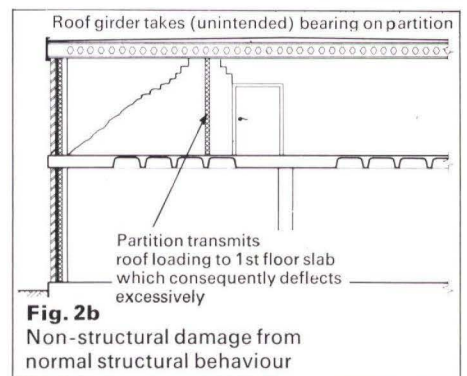 Roof girder takes (unintended) bearing on partition
Partition transmits
roof loading to 1st floor slab
which consequently deflects
excessively
Fig. 2b
Non-structural damage from
normal structural behaviour